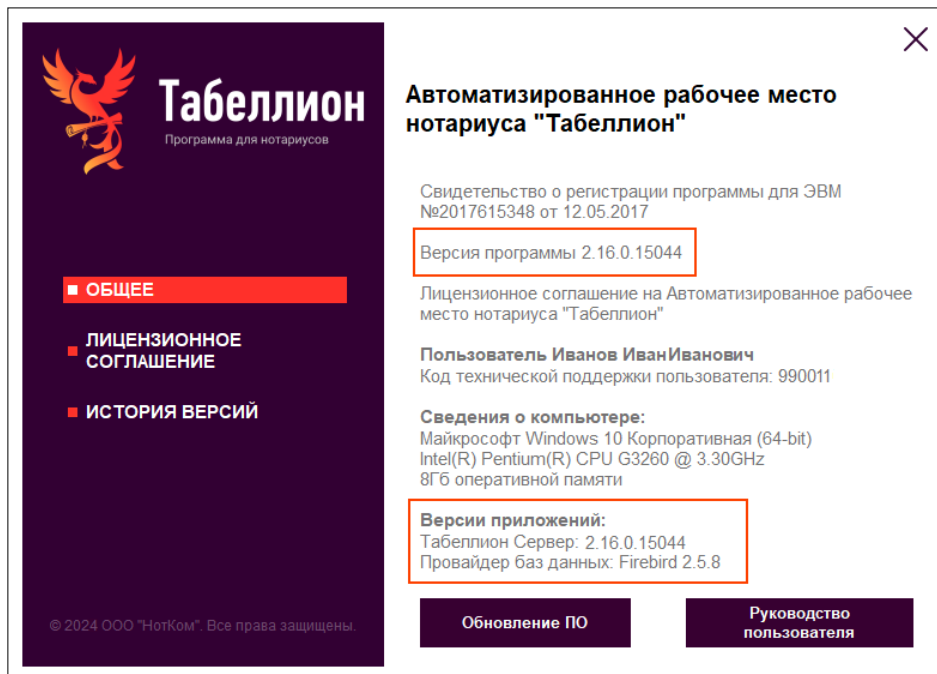 Табеллион
Программа для нотариусов
ОБЩЕЕ
ЛИЦЕНЗИОННОЕ
СОГЛАШЕНИЕ
ИСТОРИЯ ВЕРСИЙ
© 2024 ООО "НотКом". Все права защищены.
Автоматизированное рабочее место
нотариуса "Табеллион"
Свидетельство о регистрации программы для ЭВМ
№2017615348 от 12.05.2017
Версия программы 2.16.0.15044
Лицензионное соглашение на Автоматизированное рабочее
место нотариуса "Табеллион"
Пользователь Иванов ИванИванович
Код технической поддержки пользователя: 990011
Сведения о компьютере:
Майкрософт Windows 10 Корпоративная (64-bit)
Intel(R) Pentium(R) CPU G3260 @ 3.30GHz
8Гб оперативной памяти
Версии приложений:
Табеллион Сервер: 2.16.0.15044
Провайдер баз данных: Firebird 2.5.8
Обновление ПО
Руководство
пользователя